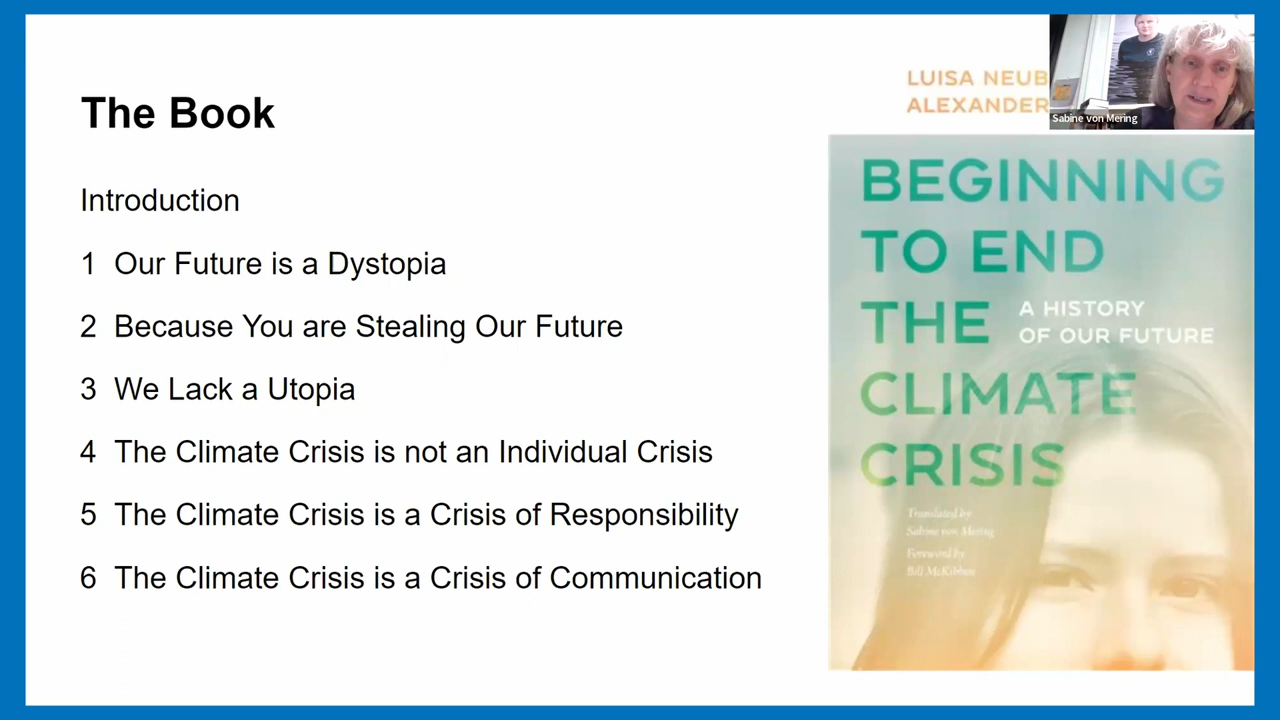 The Book
Introduction
1 Our Future is a Dystopia
2 Because You are Stealing Our Future
3 We Lack a Utopia
4 The Climate Crisis is not an Individual Crisis
5 The Climate Crisis is a Crisis of Responsibility
6 The Climate Crisis is a Crisis of Communication
LUISA NEUB
ALEXANDER
Sabine von Mering
BEGINNING
TO END
THE
A HISTORY
OF OUR FUTURE
CLIMATE
CRISIS
Translated by
Sabine von Mering
Foreword by
Bill McKibben